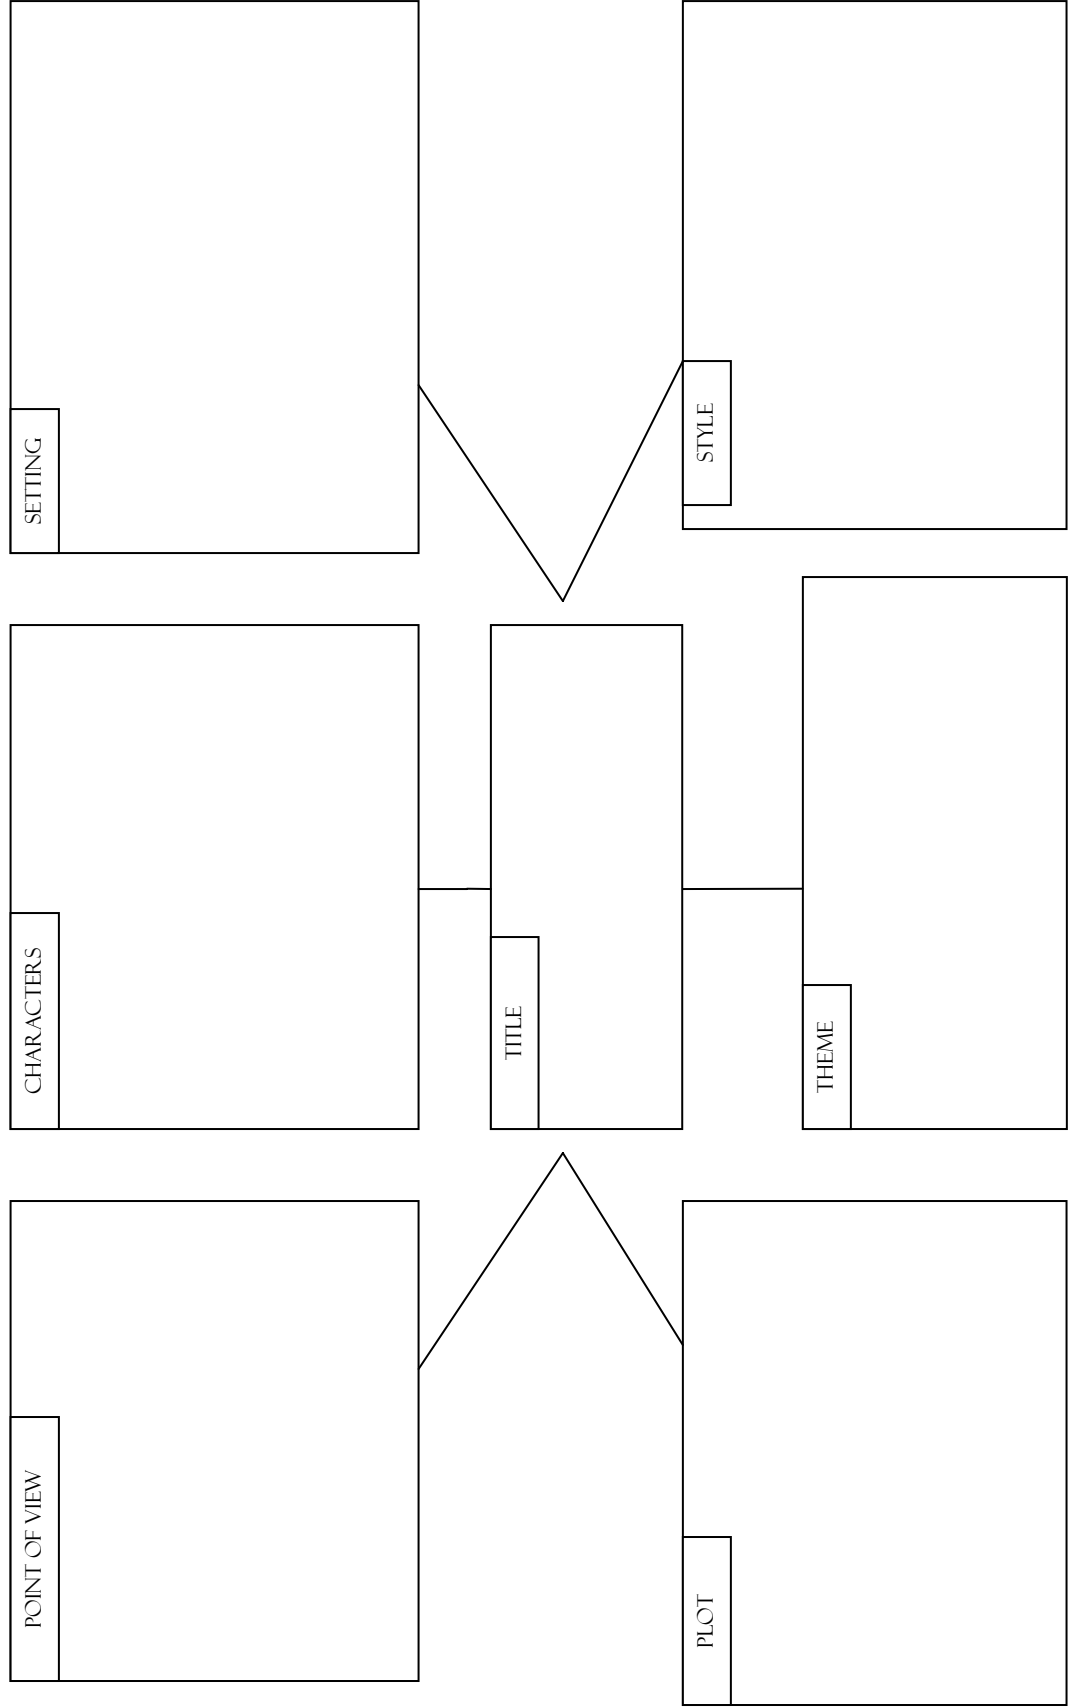 POINT OF VIEW
CHARACTERS
SETTING
TITLE
PLOT
THEME
STYLE